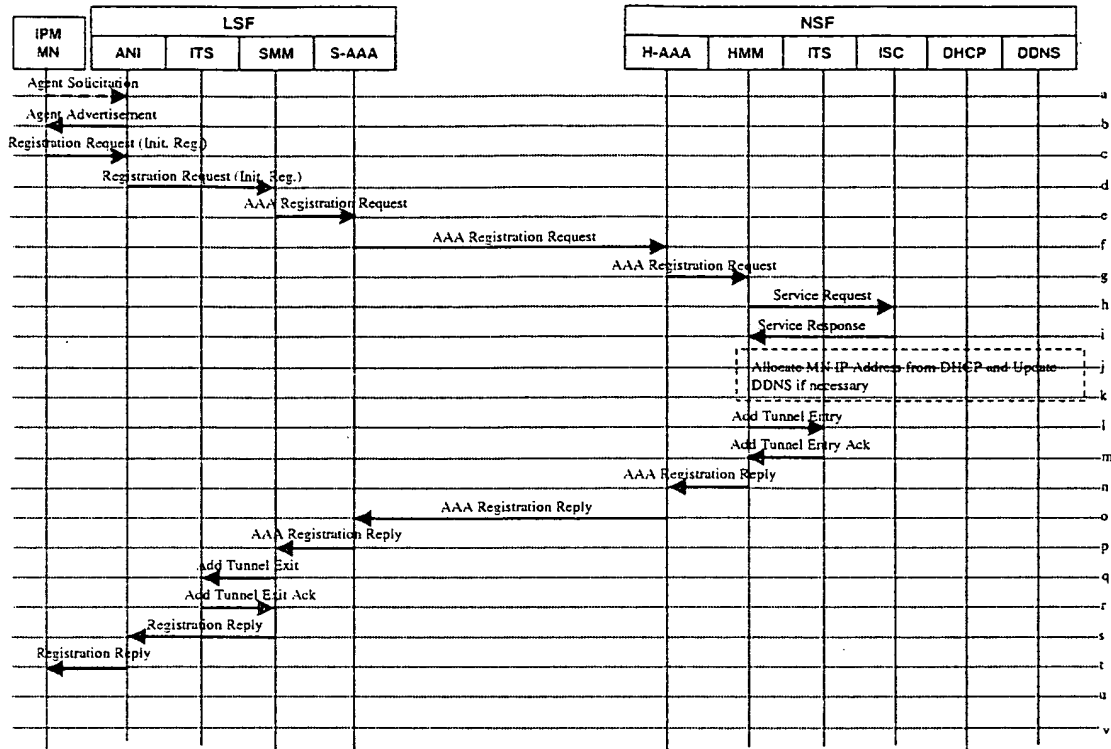 IPM
MN
LSF
NSF
ANI ITS SMM S-AAA
H-AAA HMM ITS ISC DHCP DDNS
Agent Solicitation
a
Agent Advertisement
b
Registration Request (Init. Reg.)
c
Registration Request (Init. Reg.)
d
AAA Registration Request
e
AAA Registration Request
f
AAA Registration Request
g
Service Request
h
Service Response
i
Allocate MN IP Address from DHCP and Update
j
DDNS if necessary
k
Add Tunnel Entry
l
Add Tunnel Entry Ack
m
AAA Registration Reply
n
AAA Registration Reply
o
AAA Registration Reply
p
Add Tunnel Exit
q
Add Tunnel Exit Ack
r
Registration Reply
s
Registration Reply
t
u
v